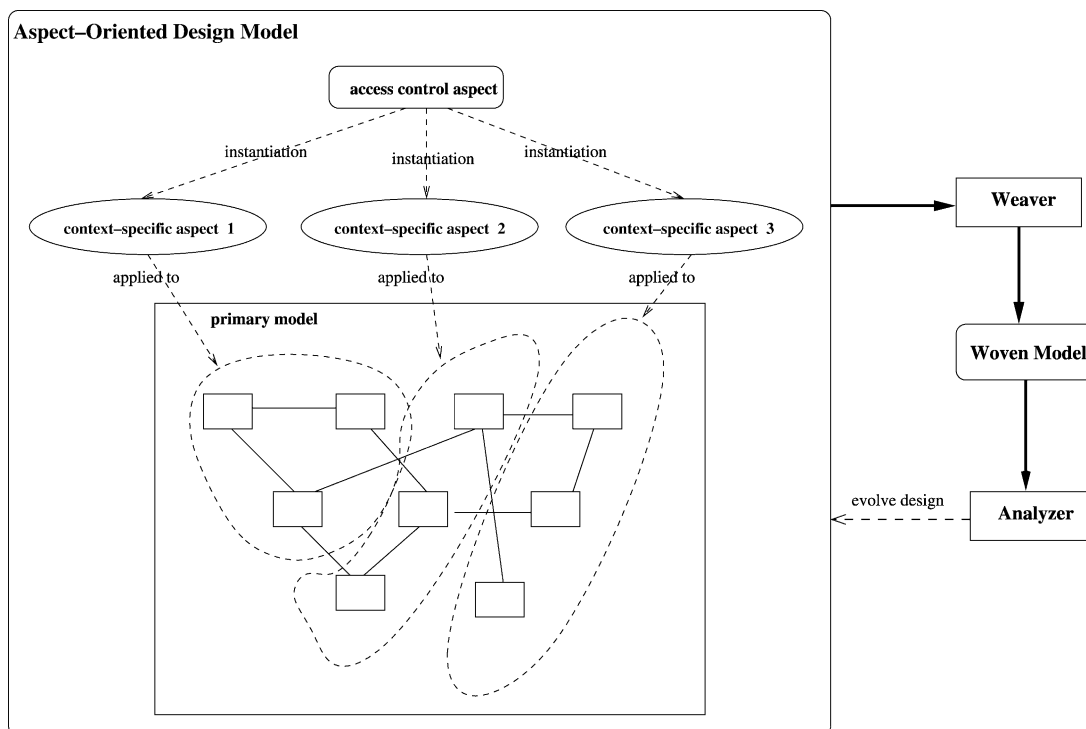 Aspect–Oriented Design Model
access control aspect
instantiation
instantiation
instantiation
context–specific aspect 1
context–specific aspect 2
context–specific aspect 3
applied to
applied to
applied to
primary model
Weaver
Woven Model
evolve design
Analyzer